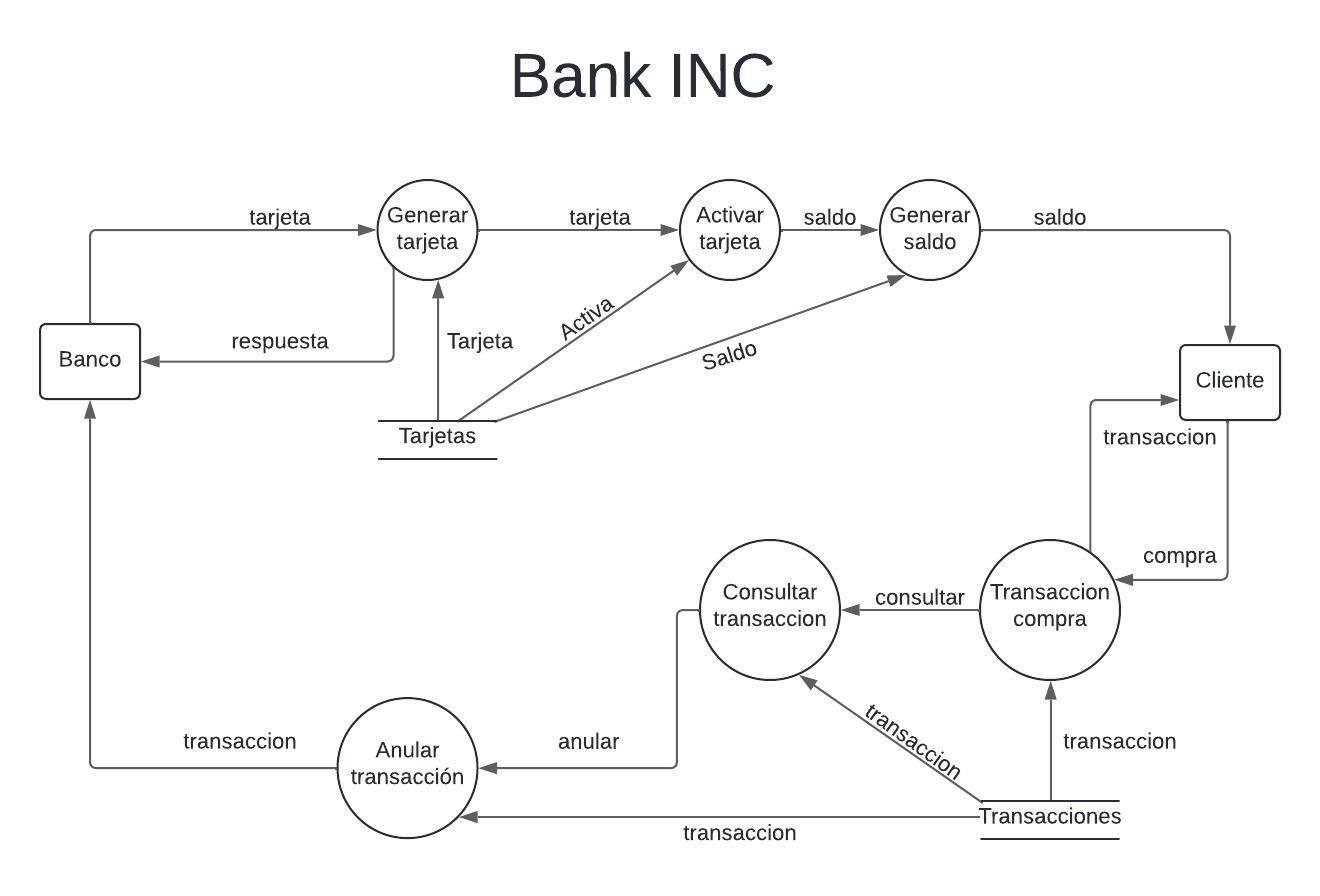 Bank INC
tarjeta
Generar
tarjeta
tarjeta
Activar
tarjeta
saldo
Generar
saldo
saldo
respuesta
Banco
Tarjeta
Activa
Saldo
Tarjetas
Cliente
transaccion
compra
Consultar
transaccion
consultar
Transaccion
compra
transaccion
Anular
transacción
anular
transaccion
transaccion
Transacciones
transaccion